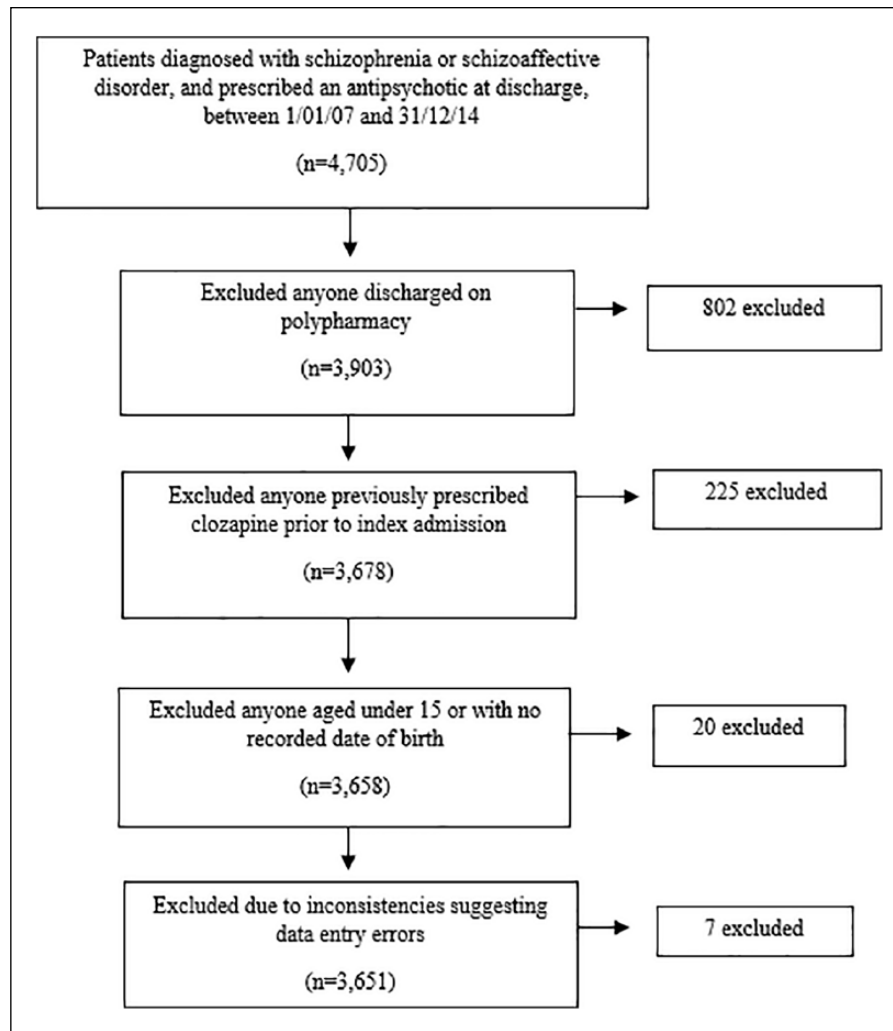 Patients diagnosed with schizophrenia or schizoaffective
disorder, and prescribed an antipsychotic at discharge,
between 1/01/07 and 31/12/14
(n=4,705)
Excluded anyone discharged on
polypharmacy
(n=3,903)
802 excluded
Excluded anyone previously prescribed
clozapine prior to index admission
(n=3,678)
225 excluded
Excluded anyone aged under 15 or with no
recorded date of birth
(n=3,658)
20 excluded
Excluded due to inconsistencies suggesting
data entry errors
(n=3,651)
7 excluded